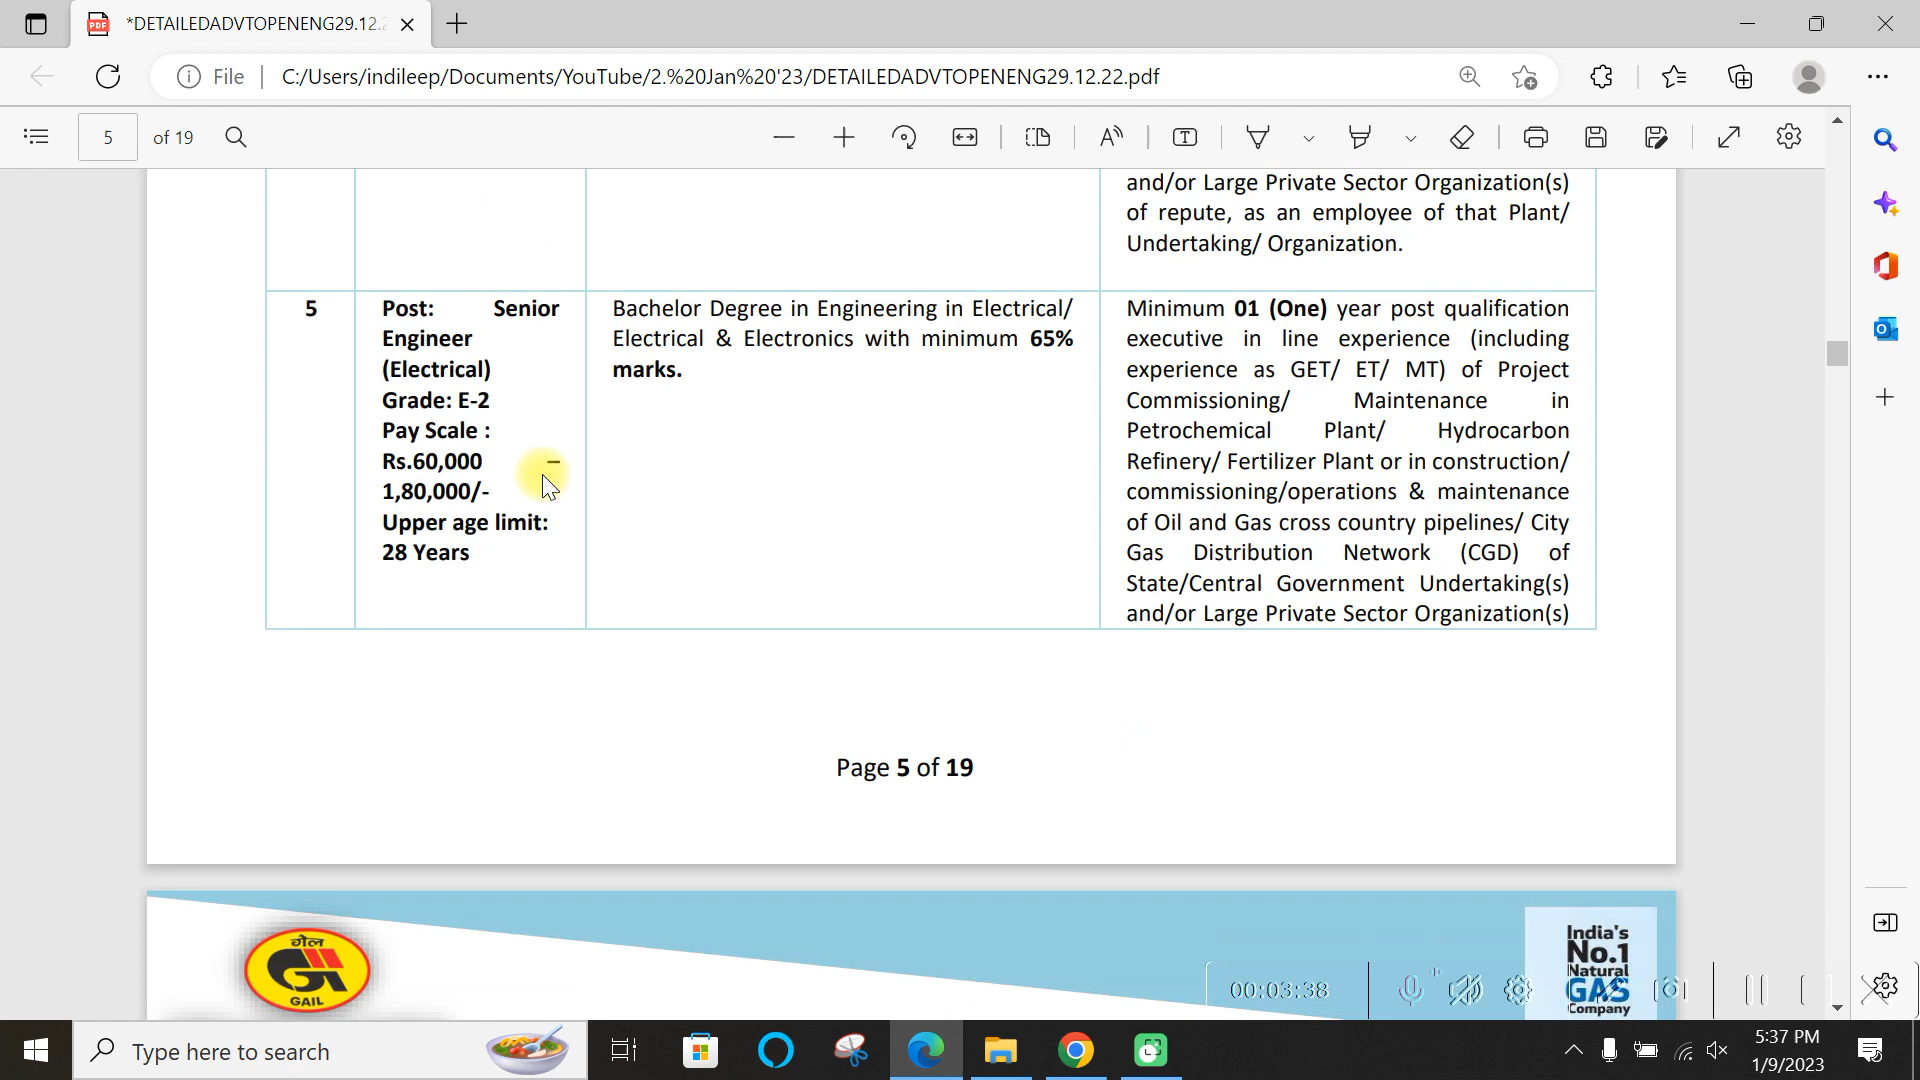 *DETAILEDADVTOPENENG29.12.2
File
C:/Users/indileep/Documents/YouTube/2.%20Jan%20'23/DETAILEDADVTOPENENG29.12.22.pdf
5
of 19
and/or Large Private Sector Organization(s)
of repute, as an employee of that Plant/
Undertaking/ Organization.
5
Post: Senior
Engineer
(Electrical)
Grade: E-2
Pay Scale :
Rs.60,000 –
1,80,000/-
Upper age limit:
28 Years
Bachelor Degree in Engineering in Electrical/
Electrical & Electronics with minimum 65%
marks.
Minimum 01 (One) year post qualification
executive in line experience (including
experience as GET/ ET/ MT) of Project
Commissioning/ Maintenance in
Petrochemical Plant/ Hydrocarbon
Refinery/ Fertilizer Plant or in construction/
commissioning/operations & maintenance
of Oil and Gas cross country pipelines/ City
Gas Distribution Network (CGD) of
State/Central Government Undertaking(s)
and/or Large Private Sector Organization(s)
Page 5 of 19
गेल
GAIL
India's
No.1
Natural
GAS
Company
00:03:38
Type here to search
5:37 PM
1/9/2023